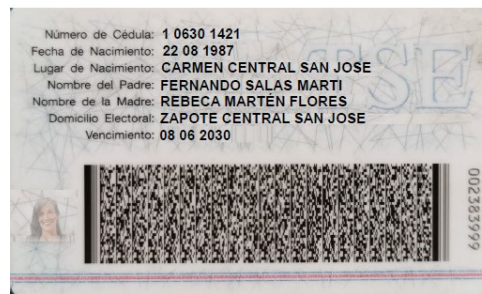 Número de Cédula: 1 0630 1421
Fecha de Nacimiento: 22 08 1987
Lugar de Nacimiento: CARMEN CENTRAL SAN JOSE
Nombre del Padre: FERNANDO SALAS MARTI
Nombre de la Madre: REBECA MARTÉN FLORES
Domicilio Electoral: ZAPOTE CENTRAL SAN JOSE
Vencimiento: 08 06 2030
TSE
002383999